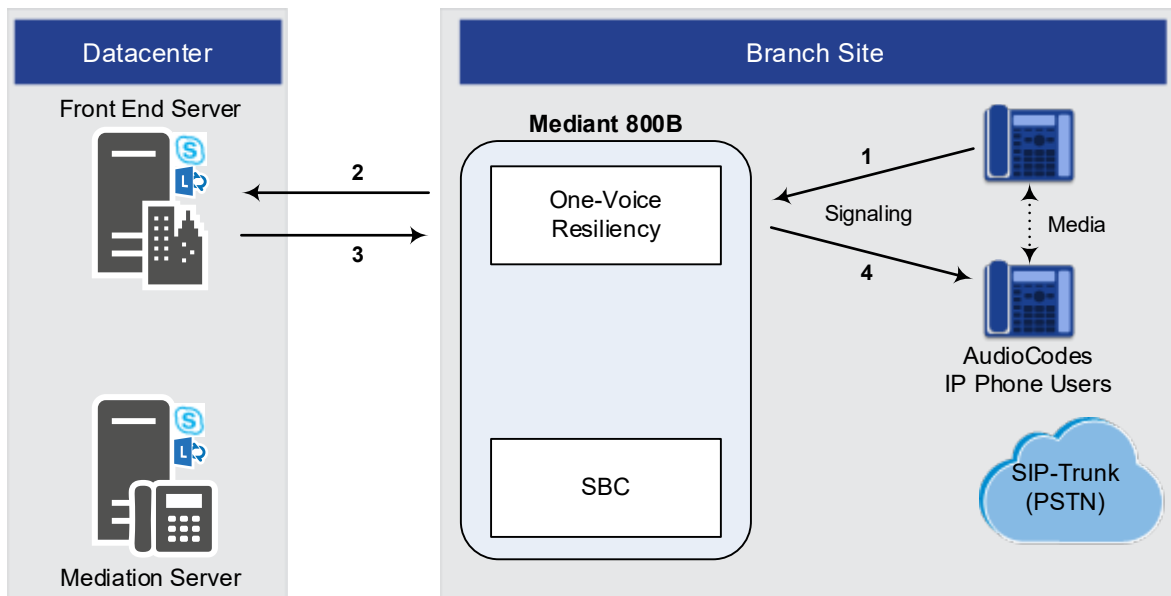 Datacenter
Branch Site
Front End Server
Mediant 800B
One-Voice
Resiliency
SBC
1
2
3
4
Signaling
Media
AudioCodes
IP Phone Users
SIP-Trunk
(PSTN)
Mediation Server
S
L
S
L